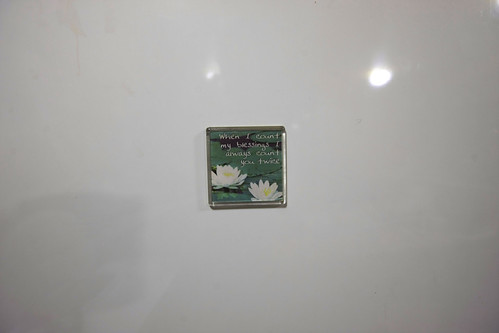 When I count
my blessings I
always count
you twice